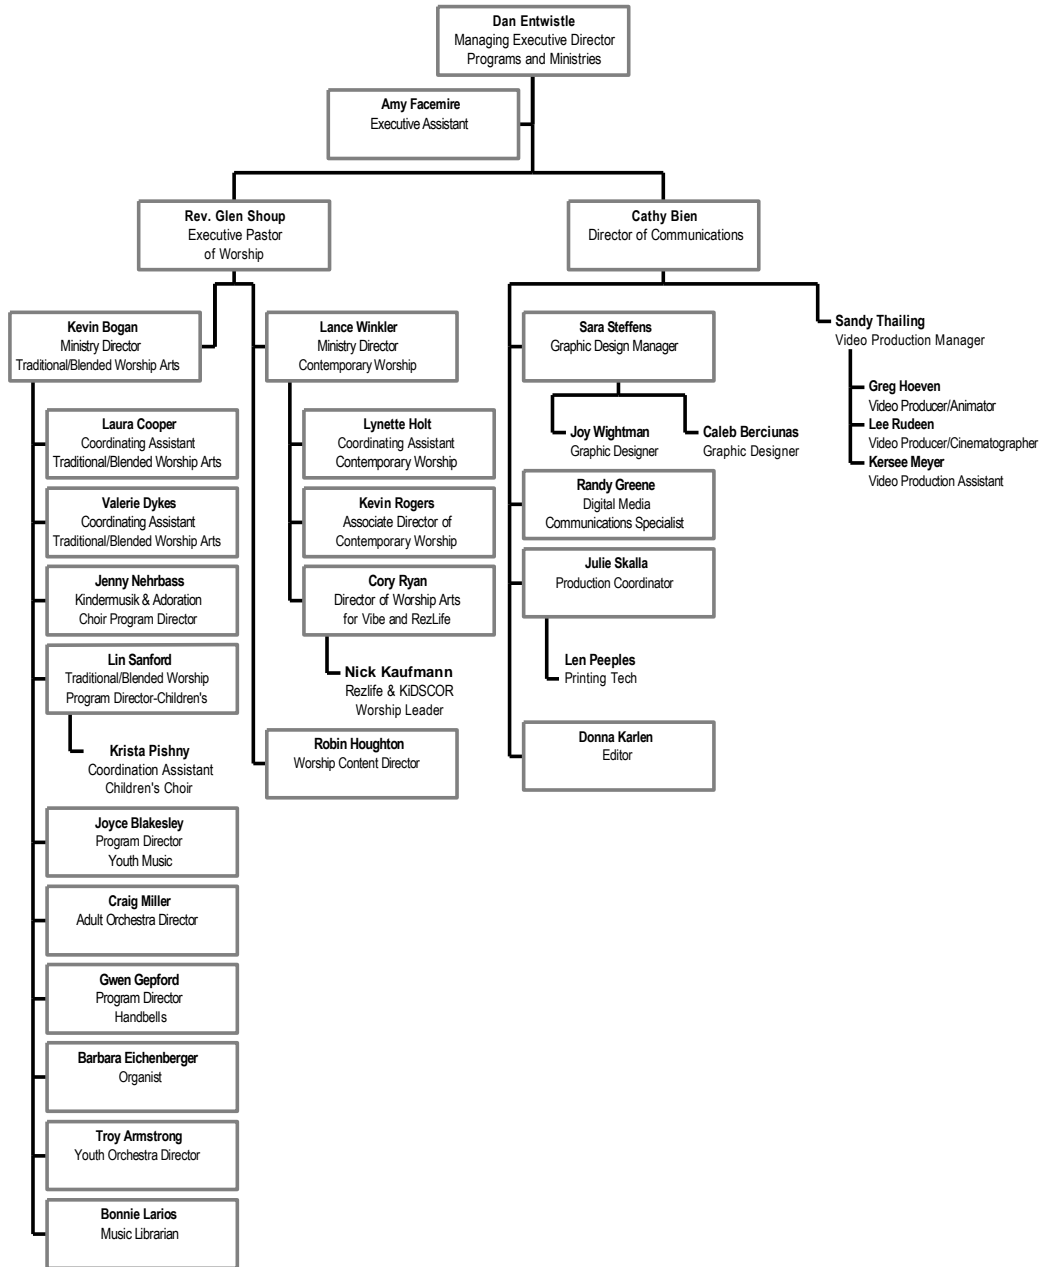 Dan Entwistle
Managing Executive Director
Programs and Ministries
Amy Facemire
Executive Assistant
Rev. Glen Shoup
Executive Pastor
of Worship
Cathy Bien
Director of Communications
Kevin Bogan
Ministry Director
Traditional/Blended Worship Arts
Laura Cooper
Coordinating Assistant
Traditional/Blended Worship Arts
Valerie Dykes
Coordinating Assistant
Traditional/Blended Worship Arts
Jenny Nehrbass
Kindermusik & Adoration
Choir Program Director
Lin Sanford
Traditional/Blended Worship
Program Director-Children's
Krista Pishny
Coordination Assistant
Children's Choir
Joyce Blakesley
Program Director
Youth Music
Craig Miller
Adult Orchestra Director
Gwen Gepford
Program Director
Handbells
Barbara Eichenberger
Organist
Troy Armstrong
Youth Orchestra Director
Bonnie Larios
Music Librarian
Lance Winkler
Ministry Director
Contemporary Worship
Lynette Holt
Coordinating Assistant
Contemporary Worship
Kevin Rogers
Associate Director of
Contemporary Worship
Cory Ryan
Director of Worship Arts
for Vibe and RezLife
Nick Kaufmann
Rezlife & KiDSCOR
Worship Leader
Robin Houghton
Worship Content Director
Sara Steffens
Graphic Design Manager
Joy Wightman
Graphic Designer
Caleb Berciunas
Graphic Designer
Randy Greene
Digital Media
Communications Specialist
Julie Skalla
Production Coordinator
Len Peeples
Printing Tech
Donna Karlen
Editor
Sandy Thailing
Video Production Manager
Greg Hoeven
Video Producer/Animator
Lee Rudeen
Video Producer/Cinematographer
Kersee Meyer
Video Production Assistant